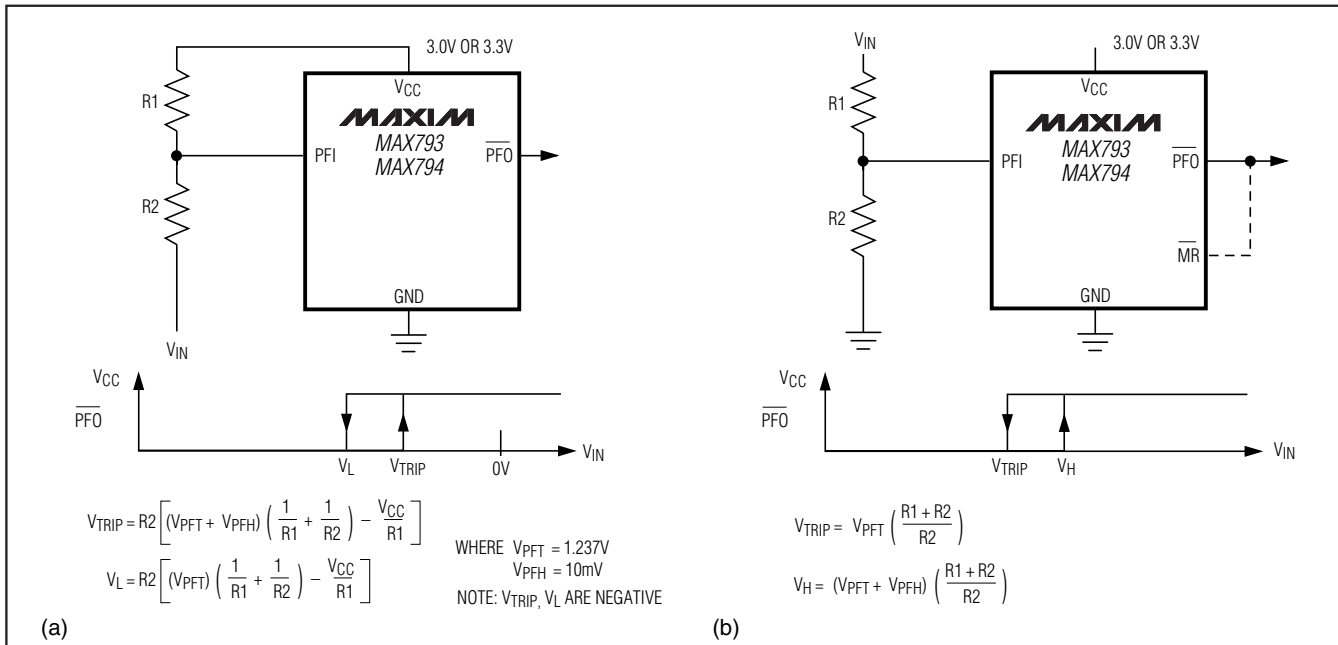 3.0V OR 3.3V
VCC
R1
MAXIM
MAX793
MAX794
PFI
PFO
R2
GND
VIN
VCC
PFO
VL
VTRIP
0V
VIN
VTRIP = R2 [(VPFT + VPFH) (1/R1 + 1/R2) – VCC/R1]
VL = R2 [(VPFT) (1/R1 + 1/R2) – VCC/R1]
WHERE VPFT = 1.237V
VPFH = 10mV
NOTE: VTRIP, VL ARE NEGATIVE
(a)
VIN
3.0V OR 3.3V
VCC
R1
MAXIM
MAX793
MAX794
PFI
PFO
R2
MR
GND
VCC
PFO
VTRIP
VH
VIN
VTRIP = VPFT (R1 + R2/R2)
VH = (VPFT + VPFH) (R1 + R2/R2)
(b)